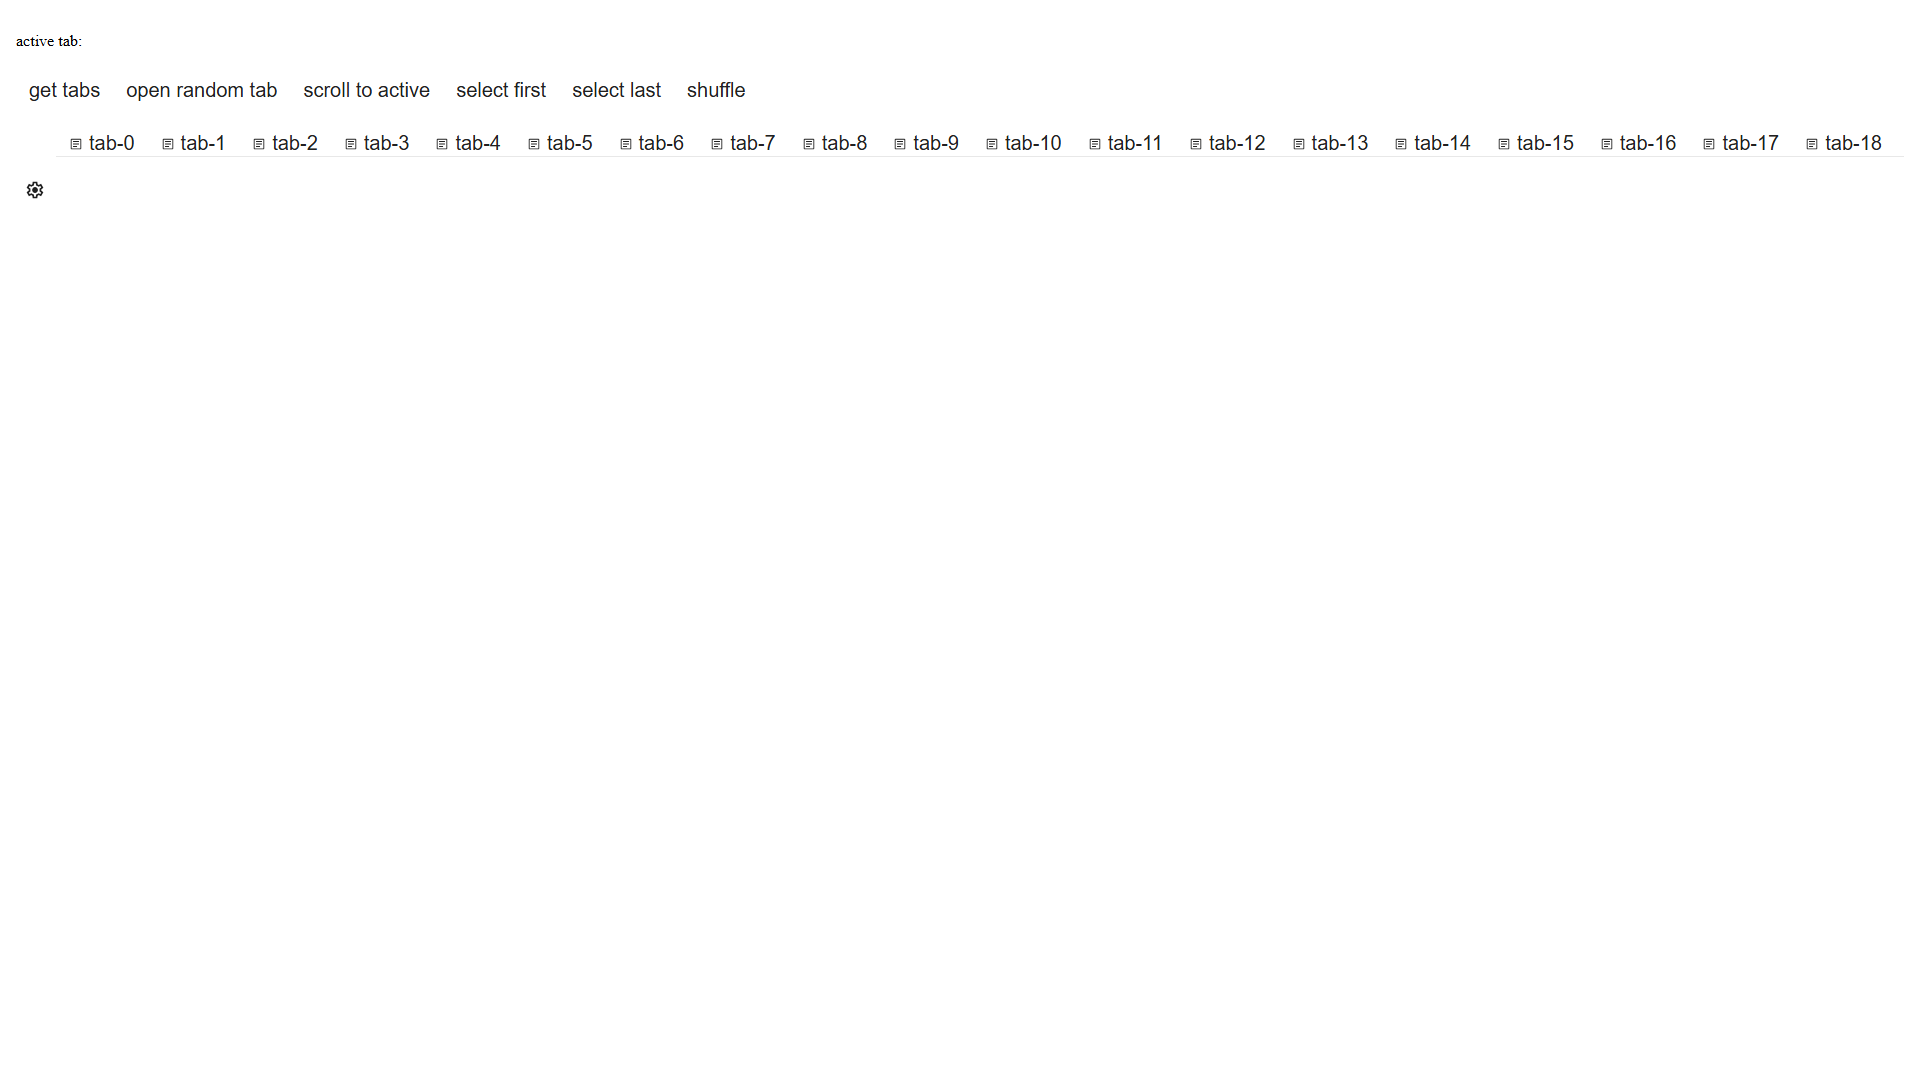 active tab:
get tabs open random tab scroll to active select first select last shuffle
tab-0 tab-1 tab-2 tab-3 tab-4 tab-5 tab-6 tab-7 tab-8 tab-9 tab-10 tab-11 tab-12 tab-13 tab-14 tab-15 tab-16 tab-17 tab-18